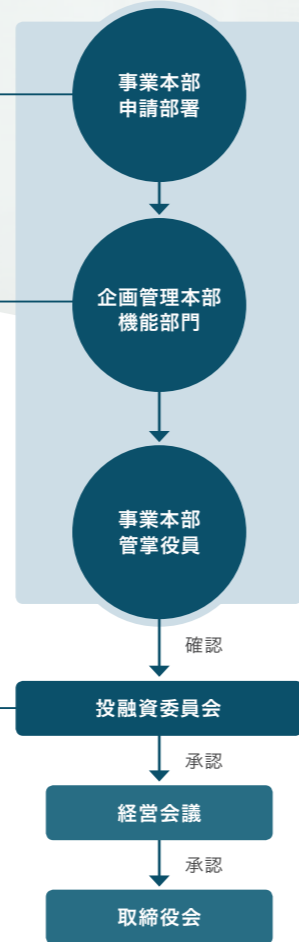 事業本部
申請部署
企画管理本部
機能部門
事業本部
管掌役員
確認
投融資委員会
承認
経営会議
承認
取締役会